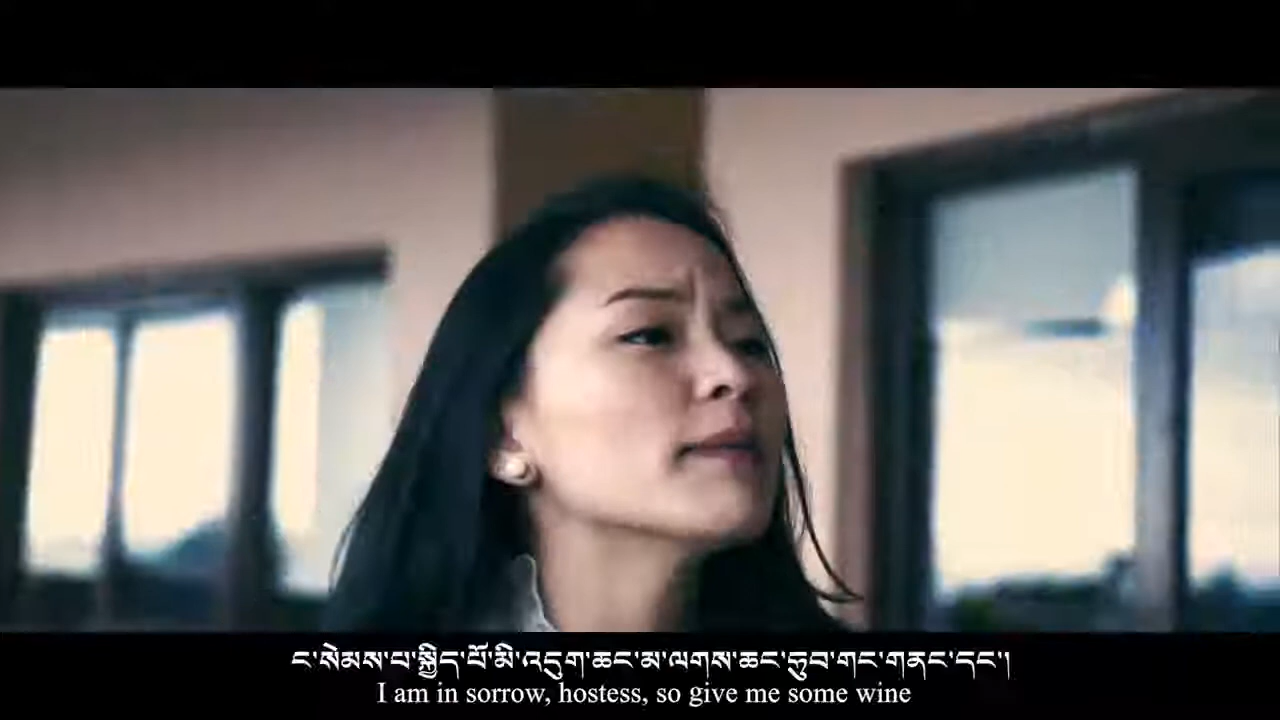 ང་སེམས་པ་སྐྱིད་པོ་མི་འདུག་ཆང་མ་ལགས་ཆང་ཧུབ་གང་གནང་དང་།
I am in sorrow, hostess, so give me some wine